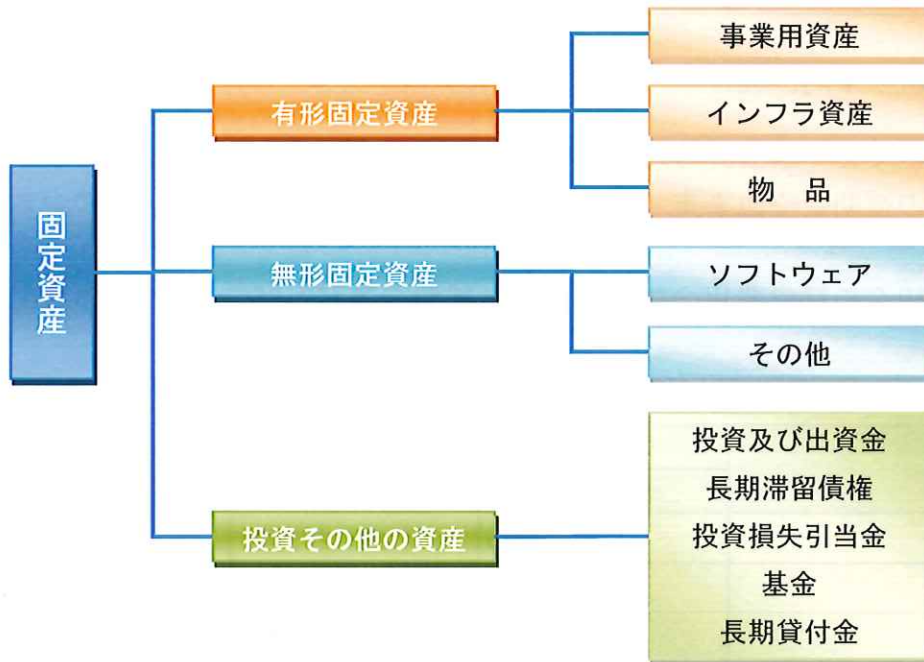 固定資産
有形固定資産
事業用資産
インフラ資産
物　品
無形固定資産
ソフトウェア
その他
投資その他の資産
投資及び出資金
長期滞留債権
投資損失引当金
基金
長期貸付金